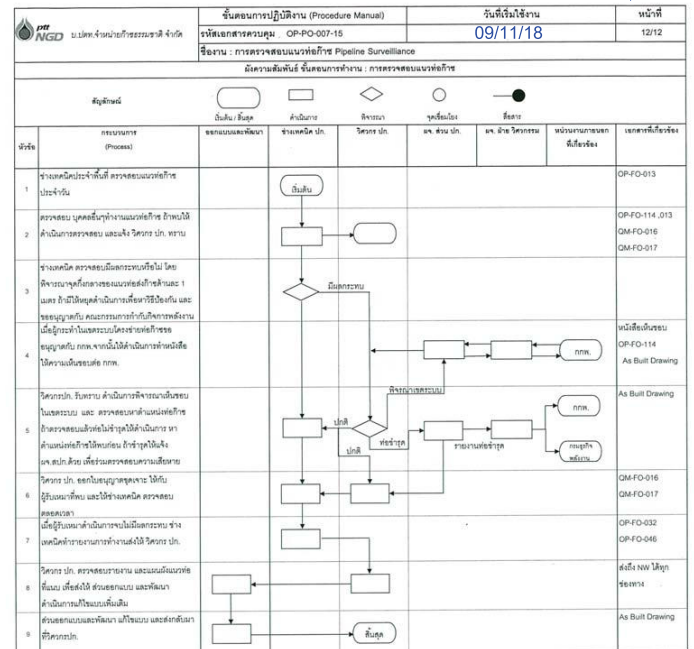 ptt
NGD
บ.ปตท.จำหน่ายก๊าซธรรมชาติ จำกัด
ขั้นตอนการปฏิบัติงาน (Procedure Manual)
วันที่เริ่มใช้งาน
หน้าที่
รหัสเอกสารควบคุม OP-PO-007-15
09/11/18
12/12
ชื่องาน : การตรวจสอบแนวท่อก๊าซ Pipeline Surveillance
ผังความสัมพันธ์ ขั้นตอนการทำงาน : การตรวจสอบแนวท่อก๊าซ
สัญลักษณ์
เริ่มต้น / สิ้นสุด
ดำเนินการ
พิจารณา
จุดเชื่อมโยง
สื่อสาร
หัวข้อ
กระบวนการ
(Process)
ออกแบบและพัฒนา
ช่างเทคนิค ปก.
วิศวกร ปก.
ผจ. ส่วน ปก.
ผจ. ฝ่าย วิศวกรรม
หน่วยงานภายนอก
ที่เกี่ยวข้อง
เอกสารที่เกี่ยวข้อง
1
ช่างเทคนิคประจำพื้นที่ ตรวจสอบแนวท่อก๊าซ
ประจำวัน
เริ่มต้น
OP-FO-013
2
ตรวจสอบ บุคคลอื่นๆทำงานแนวท่อก๊าซ ถ้าพบให้
ดำเนินการตรวจสอบ และแจ้ง วิศวกร ปก. ทราบ
OP-FO-114 ,013
QM-FO-016
QM-FO-017
3
ช่างเทคนิค ตรวจสอบมีผลกระทบหรือไม่ โดย
พิจารณาจุดกึ่งกลางของแนวท่อส่งก๊าซด้านละ 1
เมตร ถ้ามีให้หยุดดำเนินการเพื่อหาวิธีป้องกัน และ
ขออนุญาตกับ คณะกรรมการกำกับกิจการพลังงาน
มีผลกระทบ
4
เมื่อผู้กระทำในเขตระบบโครงข่ายท่อก๊าซขอ
อนุญาตกับ กกพ.จากนั้นให้ดำเนินการทำหนังสือ
ให้ความเห็นชอบต่อ กกพ.
กกพ.
หนังสือเห็นชอบ
OP-FO-114
As Built Drawing
5
วิศวกรปก. รับทราบ ดำเนินการพิจารณาเห็นชอบ
ในเขตระบบ และ ตรวจสอบหาตำแหน่งท่อก๊าซ
ถ้าตรวจสอบแล้วท่อไม่ชำรุดให้ดำเนินการ หา
ตำแหน่งท่อก๊าซให้พบก่อน ถ้าชำรุดให้แจ้ง
ผจ.สปก.ด้วย เพื่อร่วมตรวจสอบความเสียหาย
พิจรณาเขตระบบ
ปกติ
ท่อชำรุด
ปกติ
รายงานท่อชำรุด
กกพ.
กรมธุรกิจ
พลังงาน
As Built Drawing
6
วิศวกร ปก. ออกใบอนุญาตขุดเจาะ ให้กับ
ผู้รับเหมาที่พบ และให้ช่างเทคนิค ตรวจสอบ
ตลอดเวลา
QM-FO-016
QM-FO-017
7
เมื่อผู้รับเหมาดำเนินการจบไม่มีผลกระทบ ช่าง
เทคนิคทำรายงานการทำงานส่งให้ วิศวกร ปก.
OP-FO-032
OP-FO-046
8
วิศวกร ปก. ตรวจสอบรายงาน และแผนผังแนวท่อ
ที่แนบ เพื่อส่งให้ ส่วนออกแบบ และพัฒนา
ดำเนินการแก้ไขแบบเพิ่มเติม
ส่งถึง NW ได้ทุก
ช่องทาง
9
ส่วนออกแบบและพัฒนา แก้ไขแบบ และส่งกลับมา
ที่วิศวกรปก.
สิ้นสุด
As Built Drawing